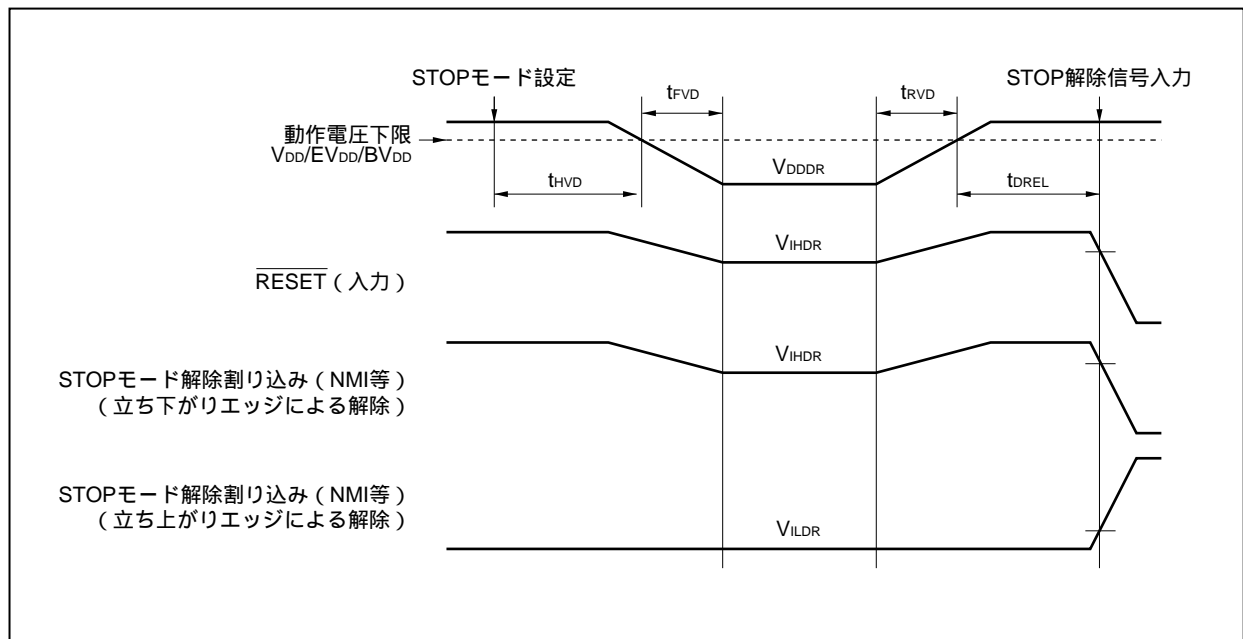 STOPモード設定
STOP解除信号入力
tFVD
tRVD
動作電圧下限
VDD/EVDD/BVDD
VDDDR
tHVD
tDREL
VIHDR
RESET（入力）
VIHDR
STOPモード解除割り込み（NMI等）
（立ち下がりエッジによる解除）
STOPモード解除割り込み（NMI等）
（立ち上がりエッジによる解除）
VILDR